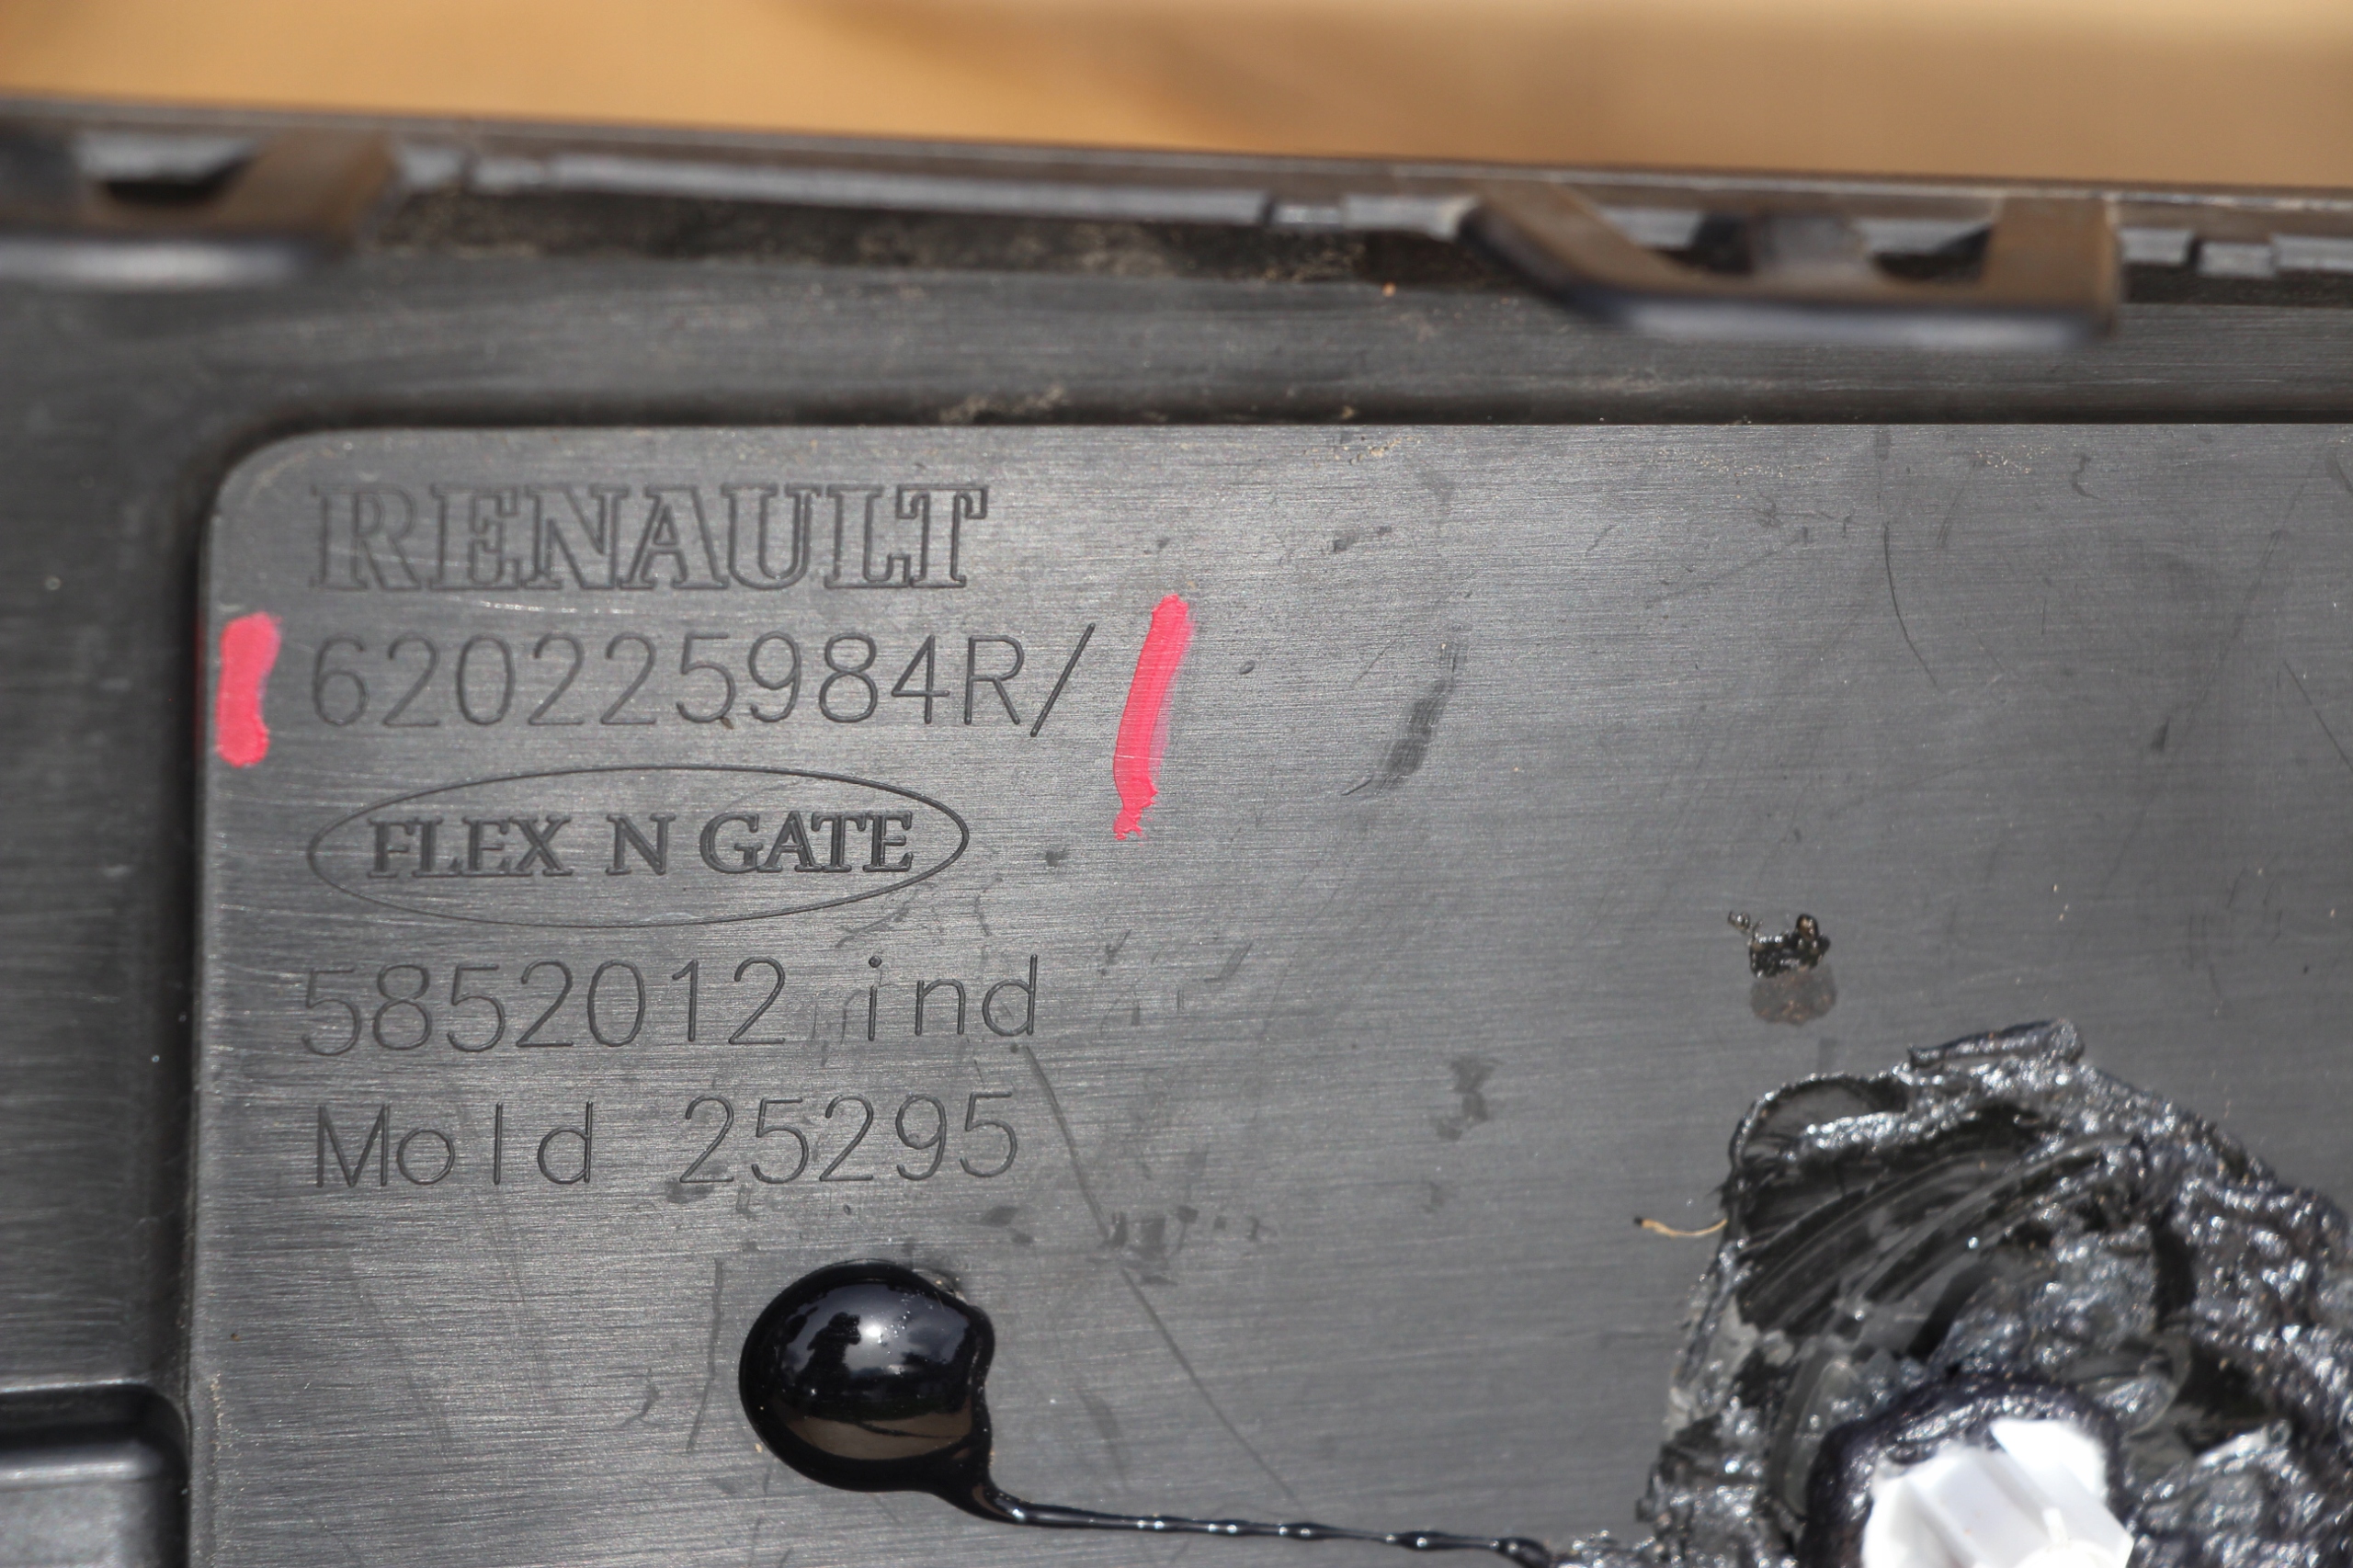 RENAULT
620225984R/
FLEX N GATE
5852012 ind
Mold 25295